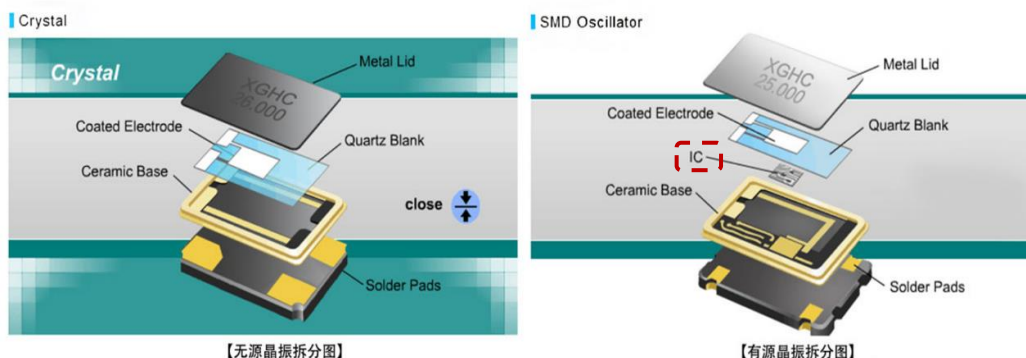 Crystal
Crystal
XGHC
26.000
Metal Lid
Coated Electrode
Quartz Blank
Ceramic Base
close
Solder Pads
【无源晶振拆分图】
SMD Oscillator
XGHC
25.000
Metal Lid
Coated Electrode
Quartz Blank
IC
Ceramic Base
Solder Pads
【有源晶振拆分图】